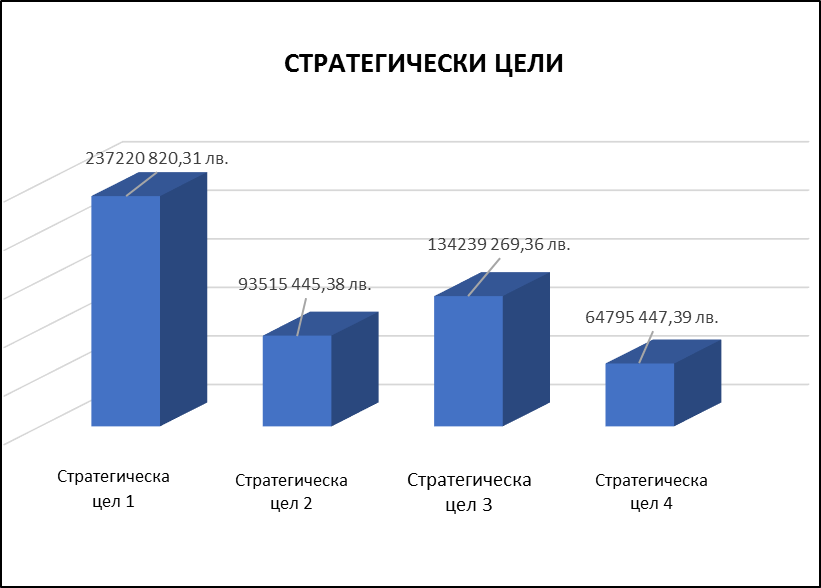 СТРАТЕГИЧЕСКИ ЦЕЛИ
237220 820,31 лв.
93515 445,38 лв.
134239 269,36 лв.
64795 447,39 лв.
Стратегическа
цел 1
Стратегическа
цел 2
Стратегическа
цел 3
Стратегическа
цел 4